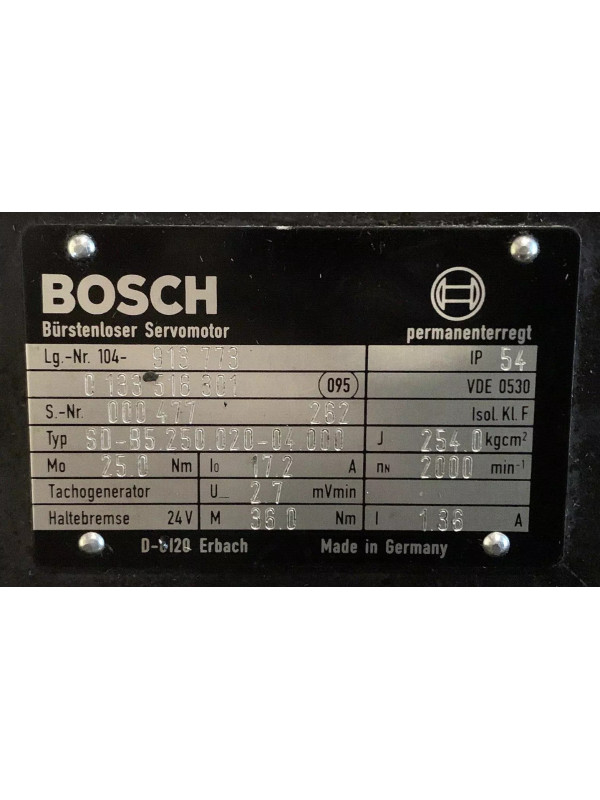 BOSCH
Bürstenloser Servomotor permanenterregt
Lg.-Nr. 104- 913 773 IP 54
0 133 318 301 095 VDE 0530
S.-Nr. 000 477 262 Isol. Kl. F
Typ SD-B5.250.020-04.000 J 254.0 kgcm²
Mo 25.0 Nm I₀ 17.2 A nN 2000 min⁻¹
Tachogenerator U_ 2.7 mVmin
Haltebremse 24V M 36.0 Nm I 1.36 A
D-6120 Erbach Made in Germany